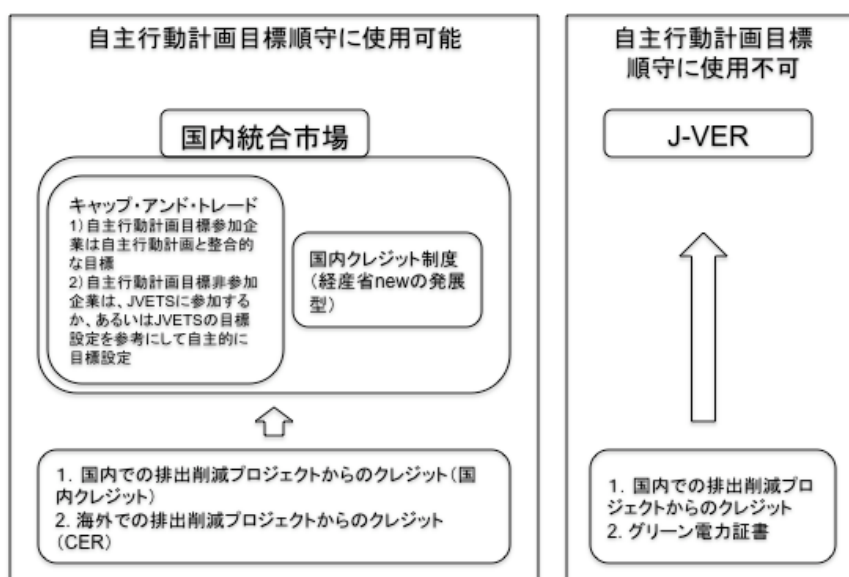 自主行動計画目標順守に使用可能
国内統合市場
キャップ・アンド・トレード
1)自主行動計画目標参加企
業は自主行動計画と整合的
な目標
2)自主行動計画目標非参加
企業は、JVETSに参加する
か、あるいはJVETSの目標
設定を参考にして自主的に
目標設定
国内クレジット制度
(経産省newの発展
型)
1. 国内での排出削減プロジェクトからのクレジット(国
内クレジット)
2. 海外での排出削減プロジェクトからのクレジット
(CER)
自主行動計画目標
順守に使用不可
J-VER
1. 国内での排出削減プロ
ジェクトからのクレジット
2. グリーン電力証書